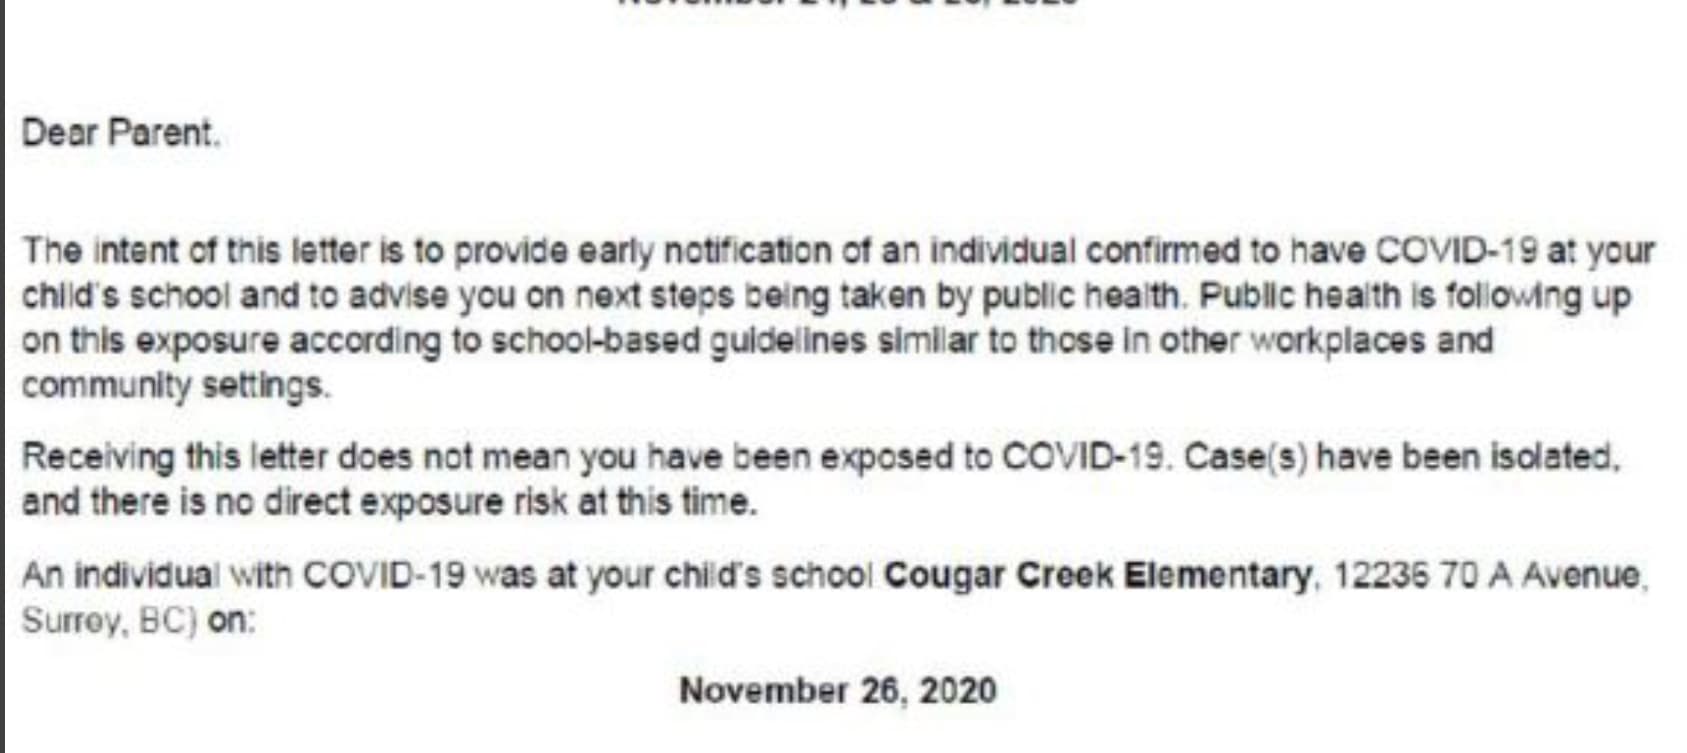 November 24, 25 & 26, 2020
Dear Parent.
The intent of this letter is to provide early notification of an individual confirmed to have COVID-19 at your
child's school and to advise you on next steps being taken by public health. Public health is following up
on this exposure according to school-based guidelines similar to those in other workplaces and
community settings.
Receiving this letter does not mean you have been exposed to COVID-19. Case(s) have been isolated,
and there is no direct exposure risk at this time.
An individual with COVID-19 was at your child's school Cougar Creek Elementary, 12236 70 A Avenue,
Surrey, BC) on:
November 26, 2020